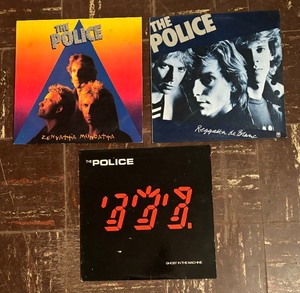 THE
POLICE
ZENYATTA MONDATTA
THE
POLICE
Reggatta de Blanc
THE POLICE
GHOST IN THE MACHINE